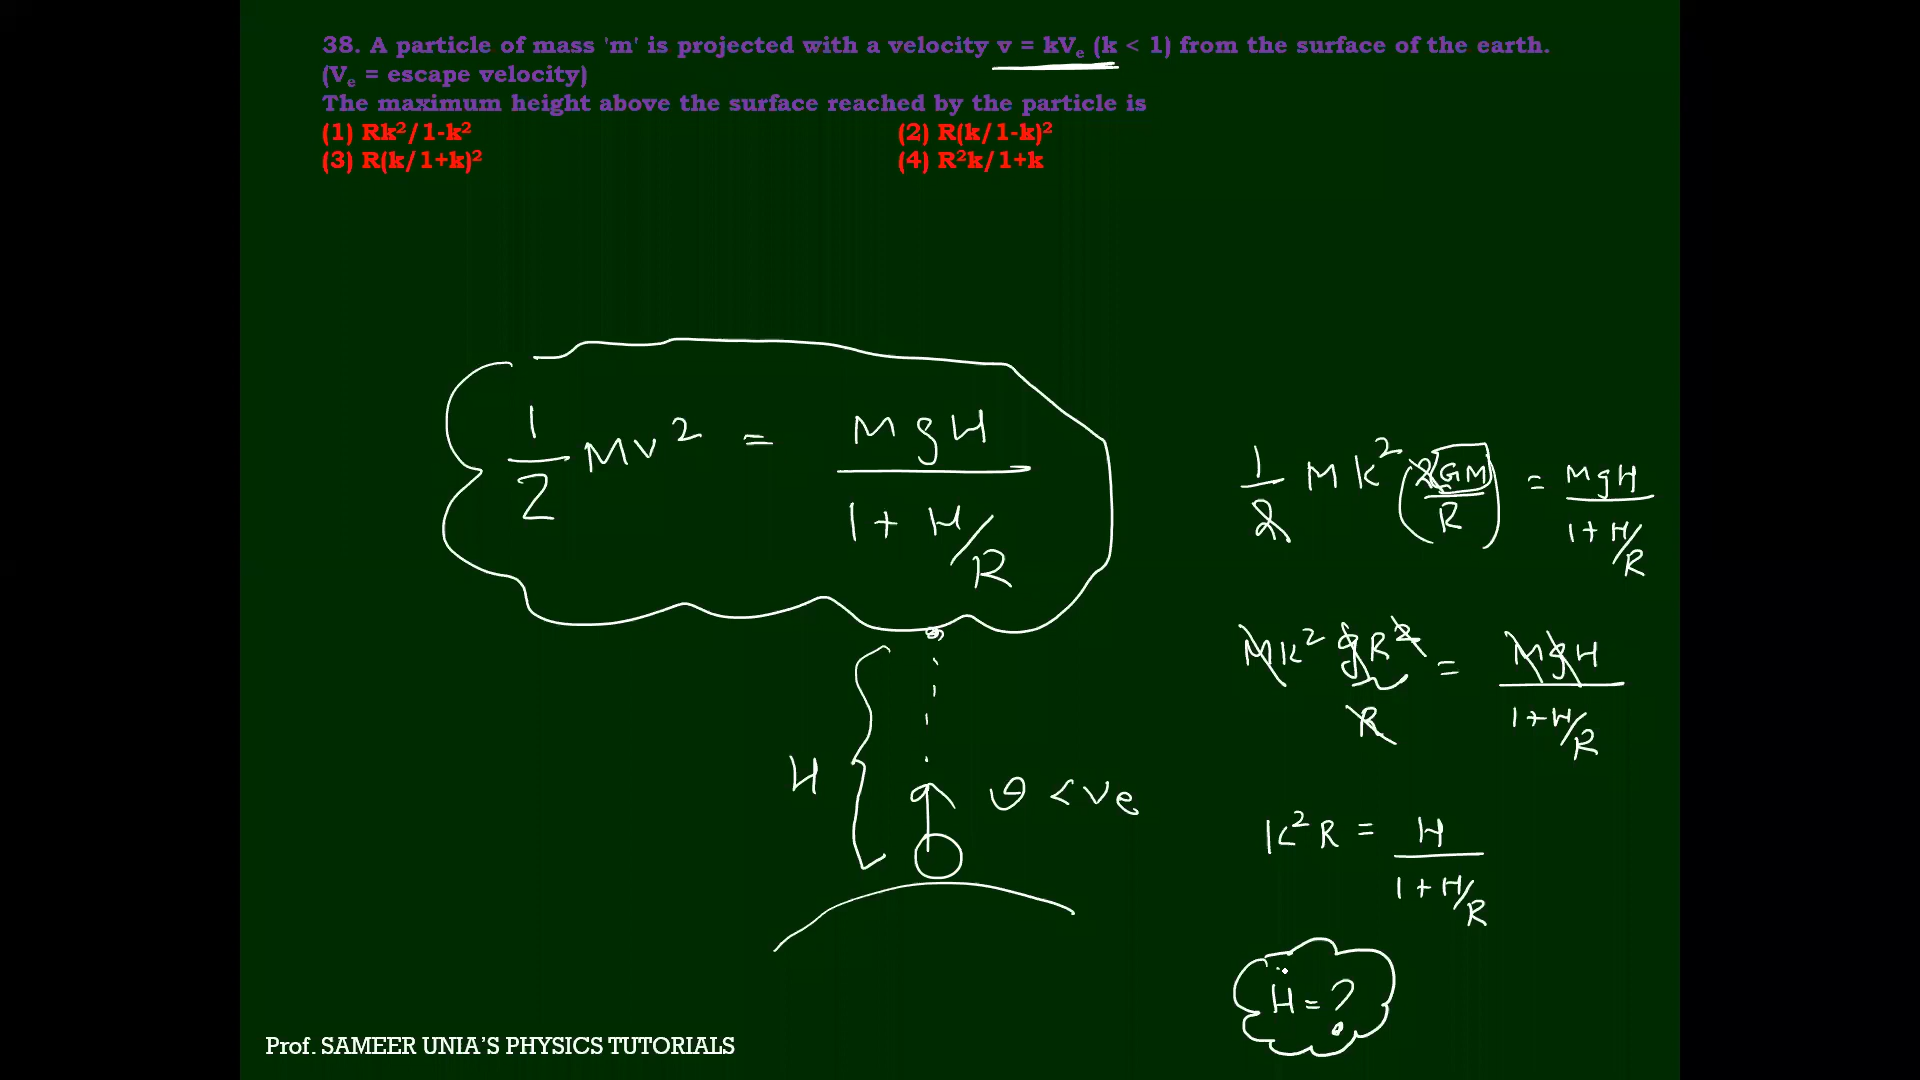 38. A particle of mass 'm' is projected with a velocity v = kVₑ (k < 1) from the surface of the earth.
(Vₑ = escape velocity)
The maximum height above the surface reached by the particle is
(1) Rk²/1-k² (2) R(k/1-k)²
(3) R(k/1+k)² (4) R²k/1+k
1/2 Mv² = MgH / (1 + H/R)
1/2 M K² (2GM/R) = MgH / (1 + H/R)
MK² gR²/R = MgH / (1+H/R)
H
v < ve
K²R = H / (1 + H/R)
H = ?
Prof. SAMEER UNIA'S PHYSICS TUTORIALS